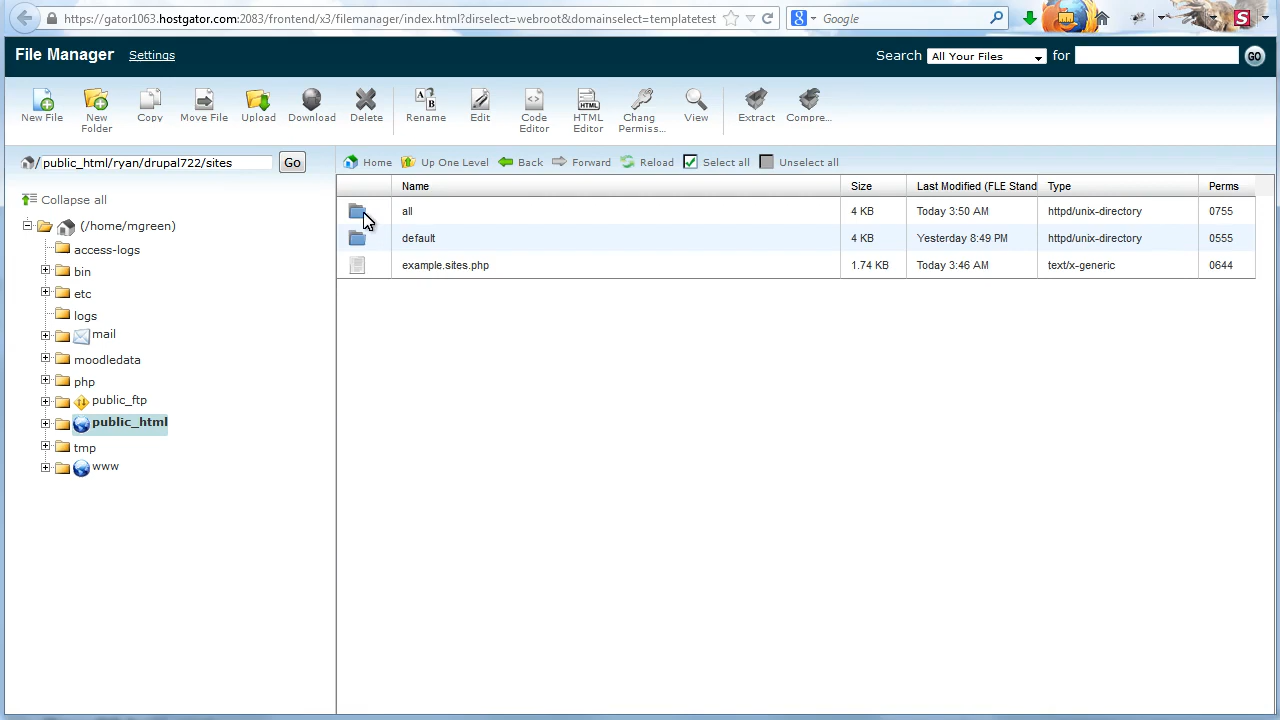 https://gator1063.hostgator.com:2083/frontend/x3/filemanager/index.html?dirselect=webroot&domainselect=templatetest
Google
File Manager Settings
Search All Your Files for GO
New File
New Folder
Copy
Move File
Upload
Download
Delete
Rename
Edit
Code Editor
HTML Editor
Chang Permiss...
View
Extract
Compre...
/ public_html/ryan/drupal722/sites Go
Home Up One Level Back Forward Reload Select all Unselect all
Collapse all
(/home/mgreen)
access-logs
bin
etc
logs
mail
moodledata
php
public_ftp
public_html
tmp
www
Name Size Last Modified (FLE Stand Type Perms
all 4 KB Today 3:50 AM httpd/unix-directory 0755
default 4 KB Yesterday 8:49 PM httpd/unix-directory 0555
example.sites.php 1.74 KB Today 3:46 AM text/x-generic 0644